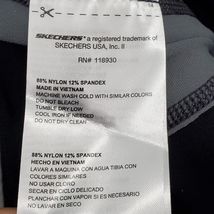 SKECHERS a registered trademark of
SKECHERS USA, Inc. II
RN# 118930
88% NYLON 12% SPANDEX
MADE IN VIETNAM
MACHINE WASH COLD WITH SIMILAR COLORS
DO NOT BLEACH
TUMBLE DRY LOW
COOL IRON IF NEEDED
DO NOT DRY CLEAN
88% NYLON 12% SPANDEX
HECHO EN VIETNAM
LAVAR A MAQUINA CON AGUA TIBIA CON
COLORES SIMILARES
NO USAR CLORO
SECAR EN CICLO DELICADO
PLANCHAR CON VAPOR SI ES NECESARIO
NO LAVAR EN SECO